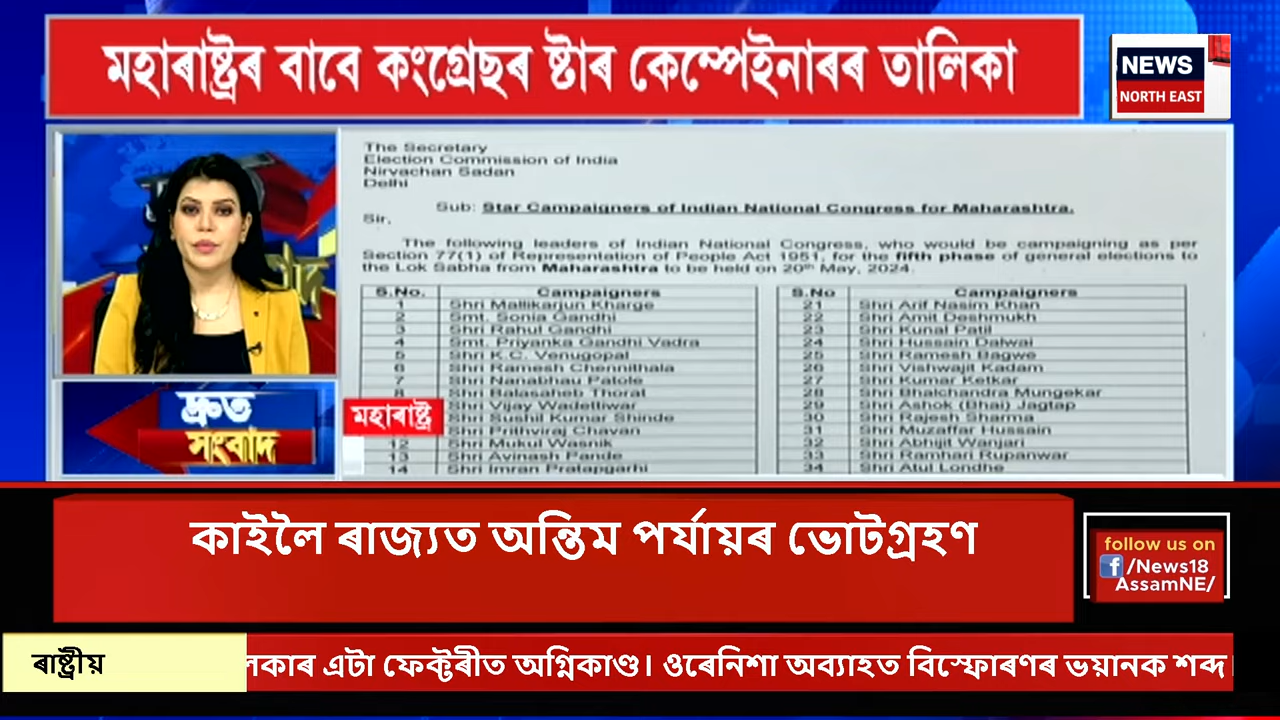 মহাৰাষ্ট্ৰৰ বাবে কংগ্ৰেছৰ ষ্টাৰ কেম্পেইনাৰৰ তালিকা
NEWS
NORTH EAST
The Secretary
Election Commission of India
Nirvachan Sadan
Delhi
Sub: Star Campaigners of Indian National Congress for Maharashtra.
Sir,
The following leaders of Indian National Congress, who would be campaigning as per
Section 77(1) of Representation of People Act 1951, for the fifth phase of general elections to
the Lok Sabha from Maharashtra to be held on 20th May, 2024.
S.No. Campaigners
1 Shri Mallikarjun Kharge
2 Smt. Sonia Gandhi
3 Shri Rahul Gandhi
4 Smt. Priyanka Gandhi Vadra
5 Shri K.C. Venugopal
6 Shri Ramesh Chennithala
7 Shri Nanabhau Patole
8 Shri Balasaheb Thorat
Shri Vijay Wadettiwar
Shri Sushil Kumar Shinde
Shri Prithviraj Chavan
12 Shri Mukul Wasnik
13 Shri Avinash Pande
14 Shri Imran Pratapgarhi
S.No Campaigners
21 Shri Arif Nasim Khan
22 Shri Amit Deshmukh
23 Shri Kunal Patil
24 Shri Hussain Dalwai
25 Shri Ramesh Bagwe
26 Shri Vishwajit Kadam
27 Shri Kumar Ketkar
28 Shri Bhalchandra Mungekar
29 Shri Ashok (Bhai) Jagtap
30 Shri Rajesh Sharma
31 Shri Muzaffar Hussain
32 Shri Abhijit Wanjari
33 Shri Ramhari Rupanwar
34 Shri Atul Londhe
মহাৰাষ্ট্ৰ
দ্ৰুত
সংবাদ
কাইলৈ ৰাজ্যত অন্তিম পৰ্যায়ৰ ভোটগ্ৰহণ
follow us on
/News18
AssamNE/
ৰাষ্ট্ৰীয়
লকাৰ এটা ফেক্টৰীত অগ্নিকাণ্ড। ওৰেনিশা অব্যাহত বিস্ফোৰণৰ ভয়ানক শব্দ।